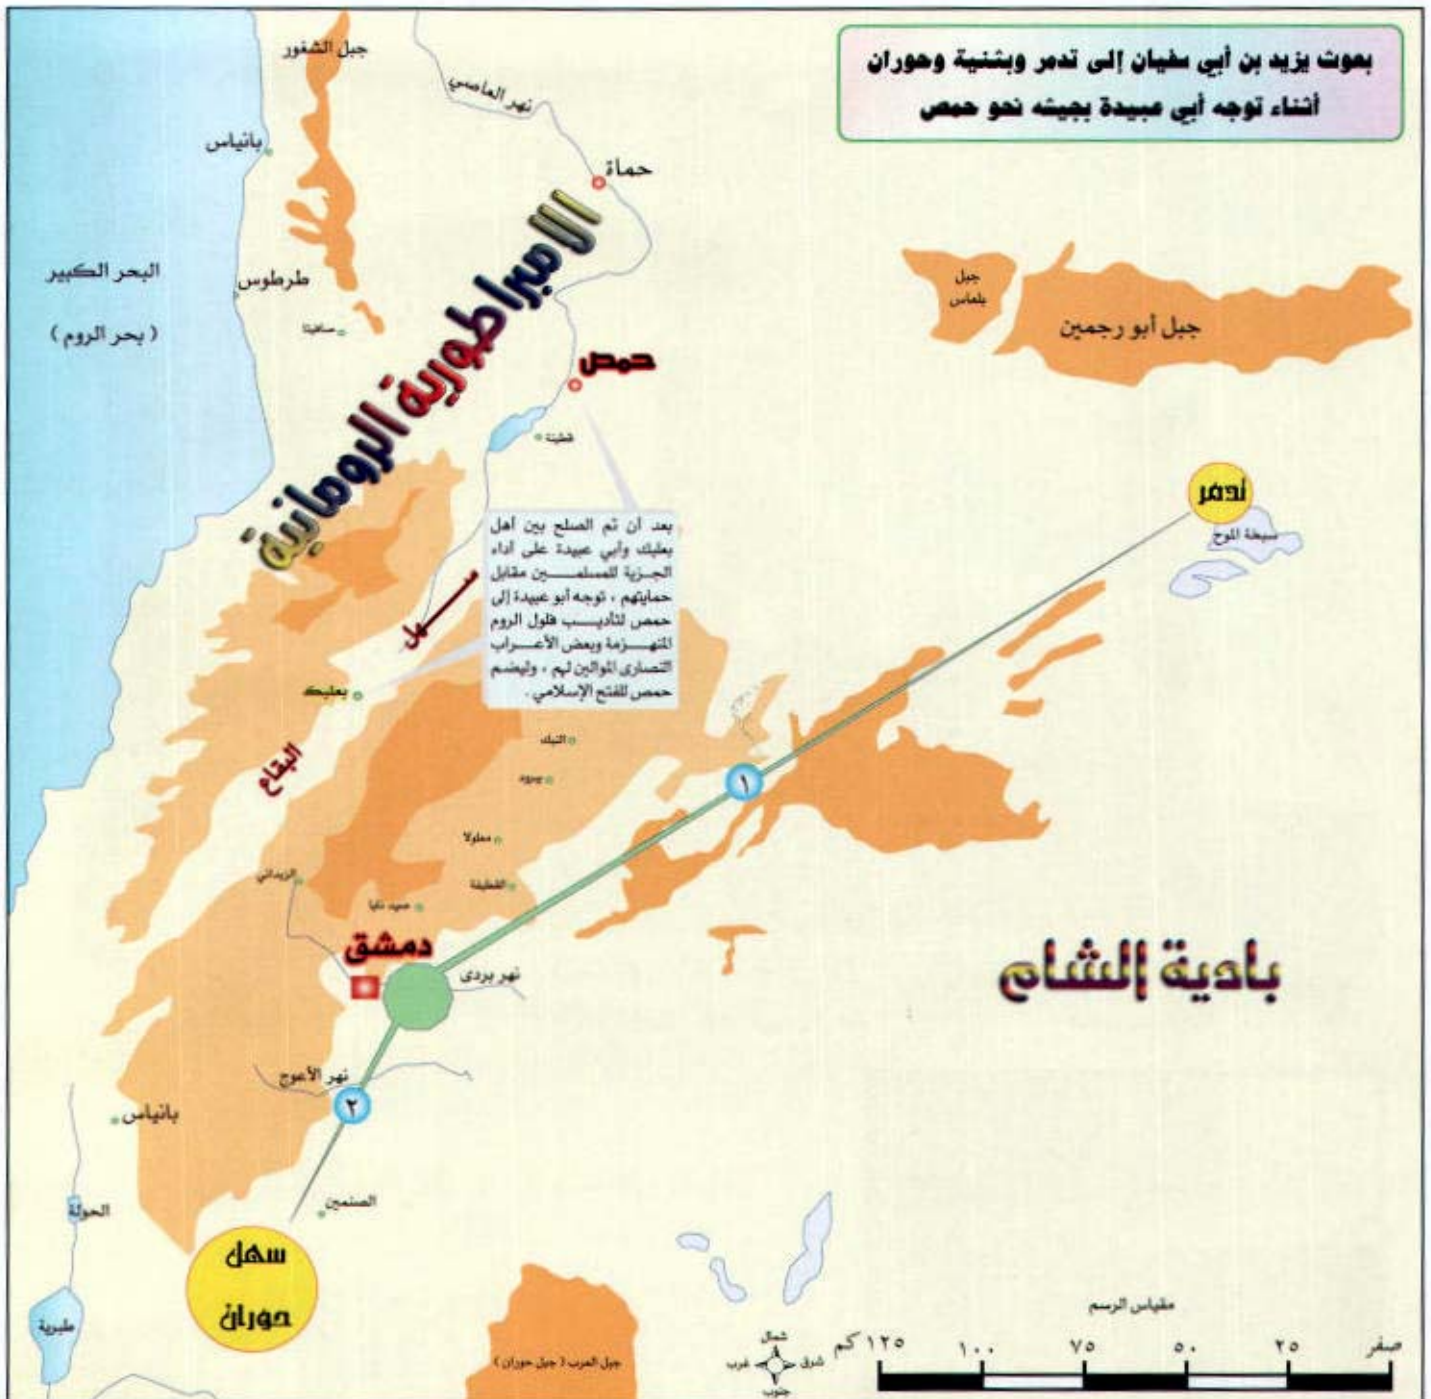 بعوث يزيد بن أبي سفيان إلى تدمر وبثنية وحوران
أثناء توجه أبي عبيدة بجيشه نحو حمص
جبل الشغور
نهر العاصي
بانياس
حماة
البحر الكبير
( بحر الروم )
طرطوس
صافيتا
الامبراطورية الرومانية
جبل
بلعاس
جبل أبو رجمين
حمص
قطينة
تدمر
سبخة الموح
بعد أن تم الصلح بين أهل
بعلبك وأبي عبيدة على أداء
الجزية للمسلمين مقابل
حمايتهم ، توجه أبو عبيدة إلى
حمص لتأديب فلول الروم
المنهزمة وبعض الأعراب
النصارى الموالين لهم ، وليضم
حمص للفتح الإسلامي .
سهل
بعلبك
البقاع
النبك
يبرود
١
معلولا
الزبداني
القطيفة
صيد نايا
دمشق
نهر بردى
بادية الشام
نهر الأعوج
٢
بانياس
الصنمين
الحولة
سهل
حوران
طبرية
جبل العرب ( جبل حوران )
شمال
شرق
غرب
جنوب
مقياس الرسم
صفر ٢٥ ٥٠ ٧٥ ١٠٠ ١٢٥ كم